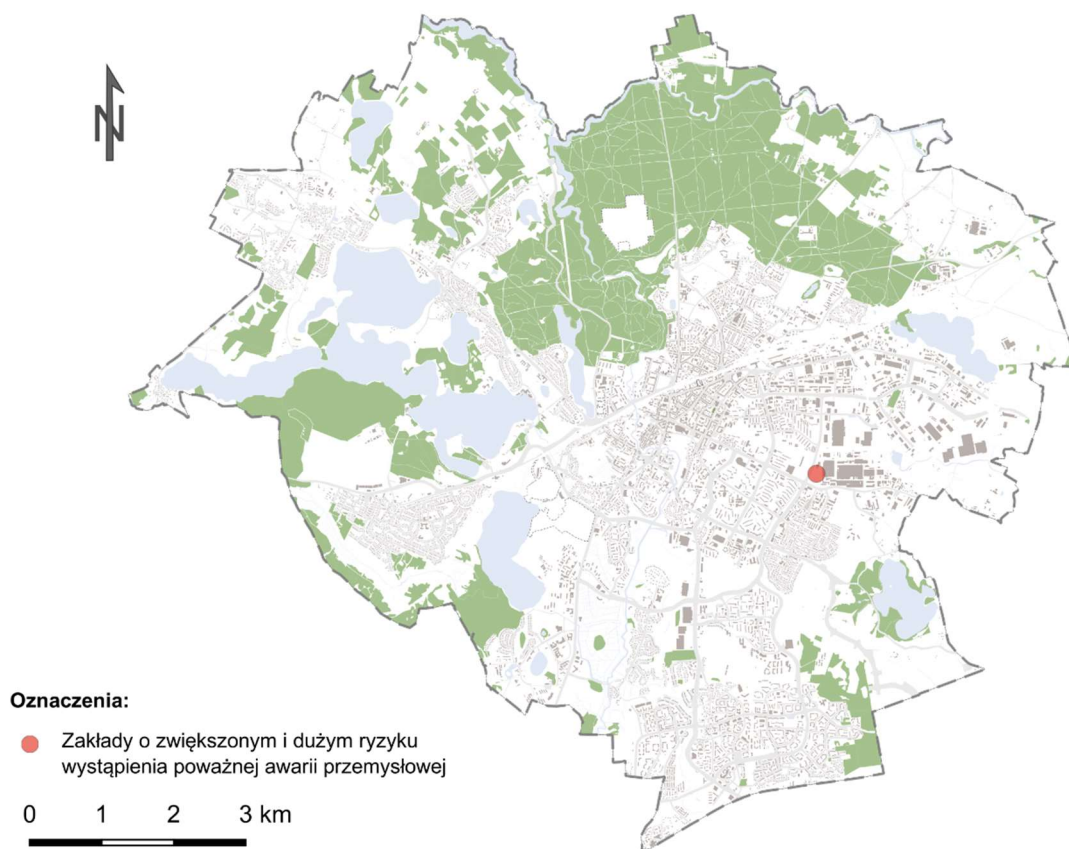 N
Oznaczenia:
Zakłady o zwiększonym i dużym ryzyku
wystąpienia poważnej awarii przemysłowej
0 1 2 3 km